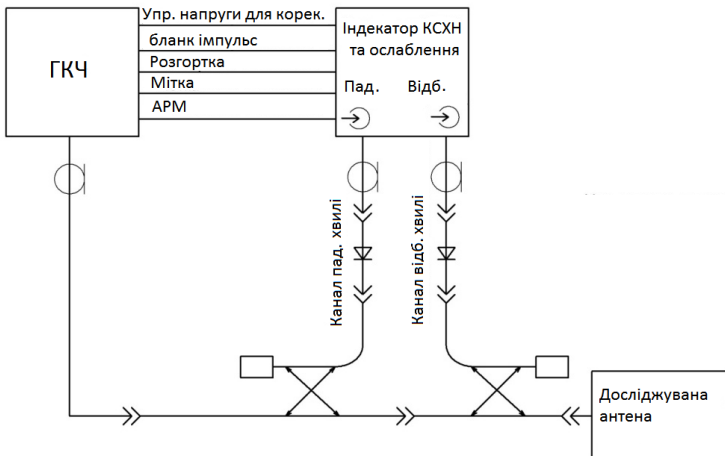 ГКЧ
Упр. напруги для корек.
бланк імпульс
Розгортка
Мітка
АРМ
Індекатор КСХН
та ослаблення
Пад.
Відб.
Канал пад. хвилі
Канал відб. хвилі
Досліджувана
антена